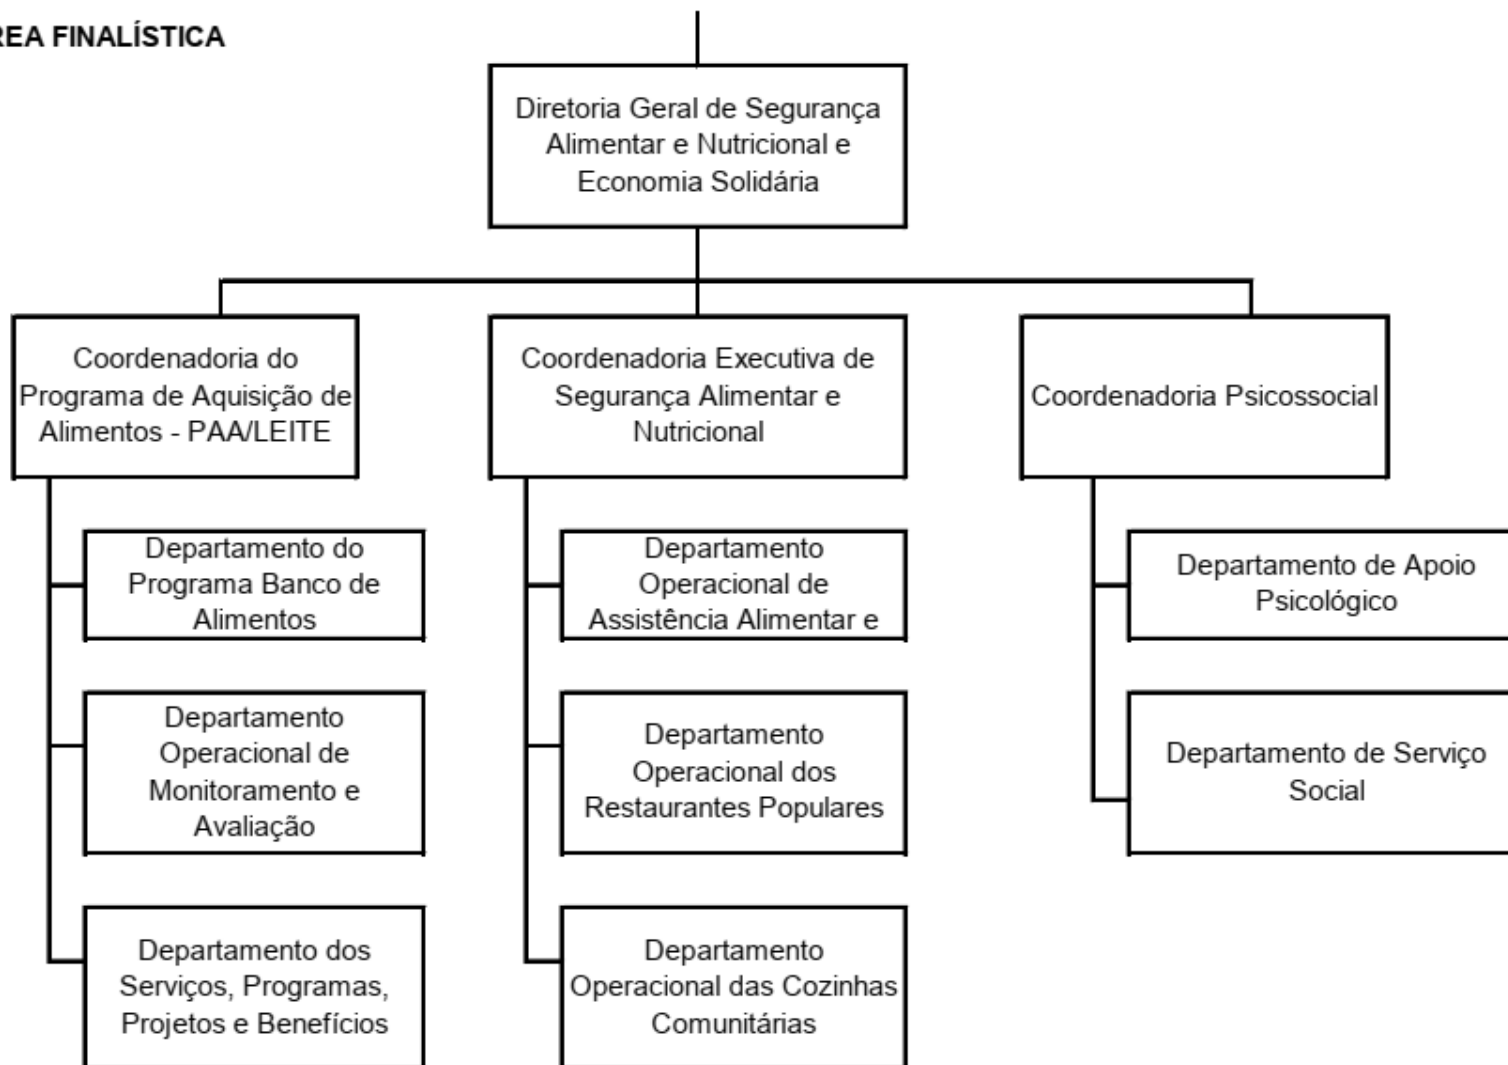 REA FINALÍSTICA
Diretoria Geral de Segurança
Alimentar e Nutricional e
Economia Solidária
Coordenadoria do
Programa de Aquisição de
Alimentos - PAA/LEITE
Coordenadoria Executiva de
Segurança Alimentar e
Nutricional
Coordenadoria Psicossocial
Departamento do
Programa Banco de
Alimentos
Departamento
Operacional de
Assistência Alimentar e
Departamento de Apoio
Psicológico
Departamento
Operacional de
Monitoramento e
Avaliação
Departamento
Operacional dos
Restaurantes Populares
Departamento de Serviço
Social
Departamento dos
Serviços, Programas,
Projetos e Benefícios
Departamento
Operacional das Cozinhas
Comunitárias